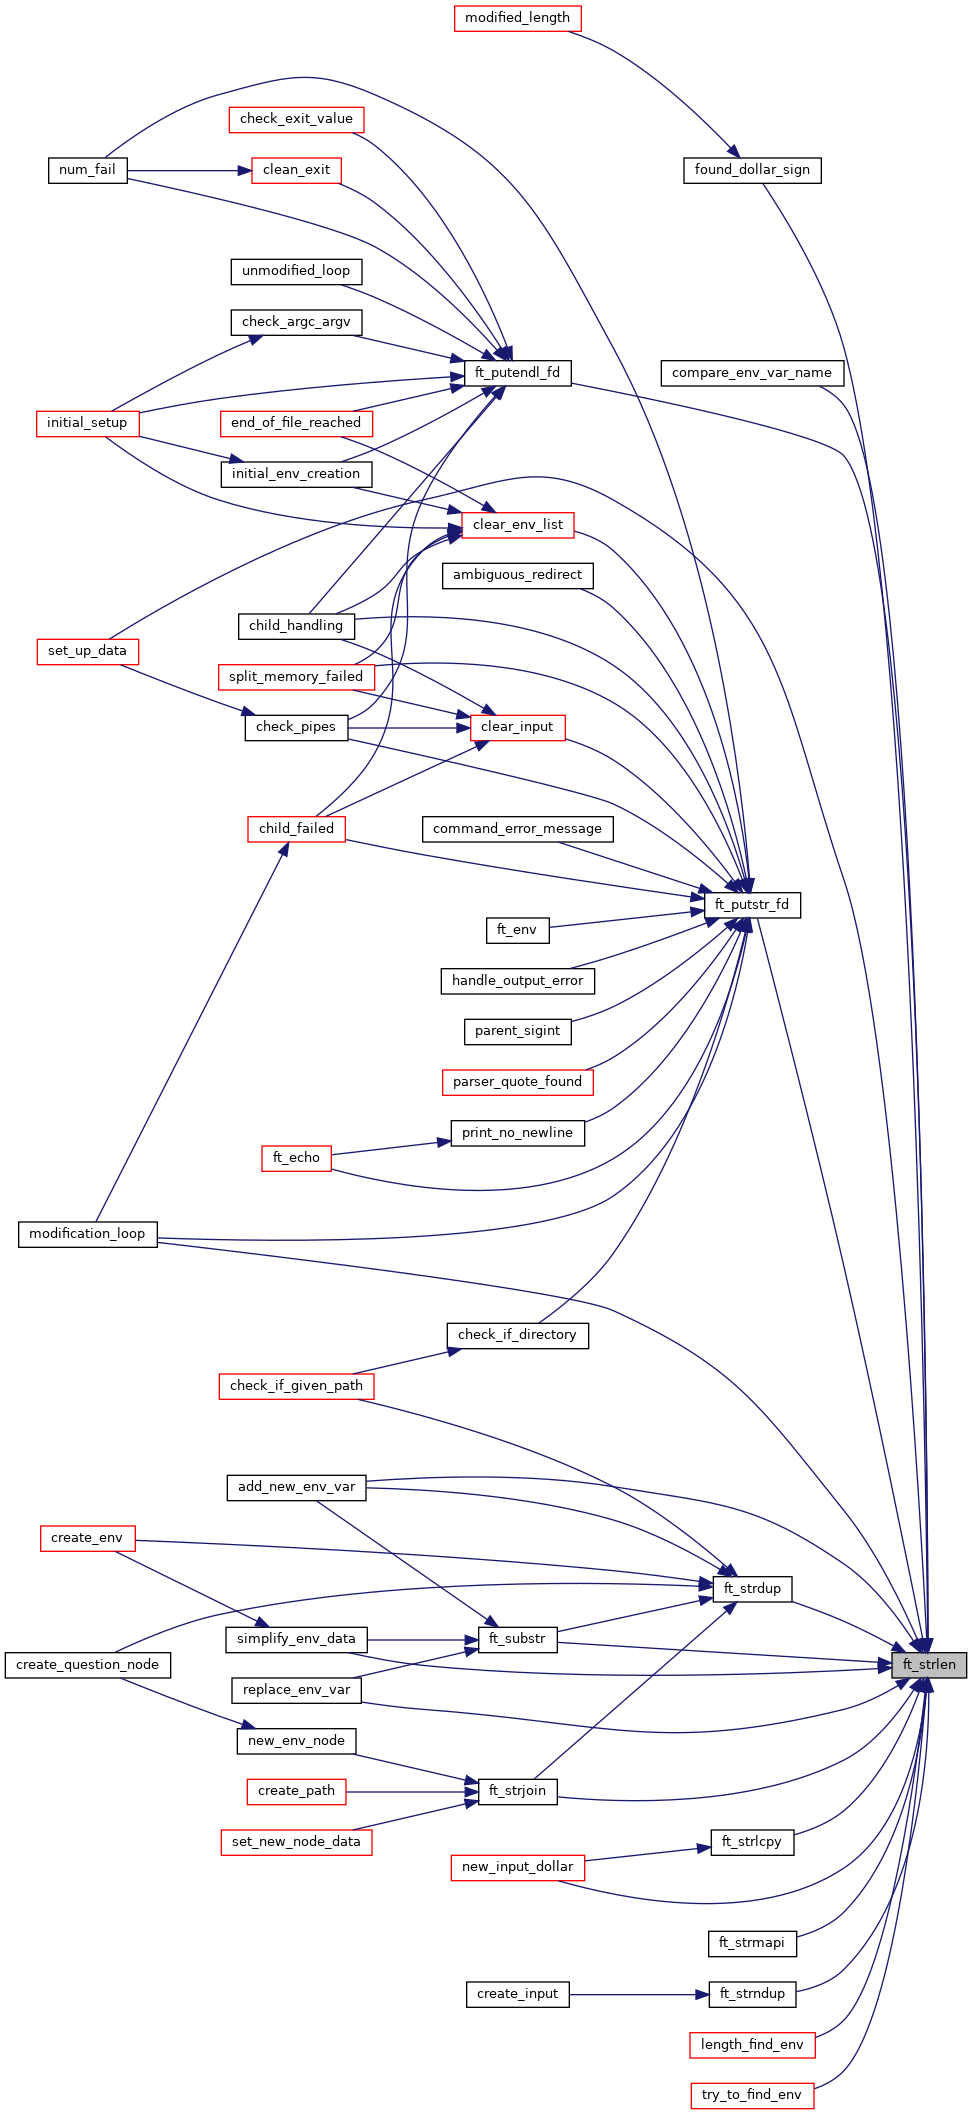 modified_length
check_exit_value
num_fail
clean_exit
found_dollar_sign
unmodified_loop
check_argc_argv
ft_putendl_fd
compare_env_var_name
initial_setup
end_of_file_reached
initial_env_creation
clear_env_list
ambiguous_redirect
child_handling
set_up_data
split_memory_failed
check_pipes
clear_input
child_failed
command_error_message
ft_putstr_fd
ft_env
handle_output_error
parent_sigint
parser_quote_found
print_no_newline
ft_echo
modification_loop
check_if_directory
check_if_given_path
add_new_env_var
create_env
ft_strdup
simplify_env_data
ft_substr
create_question_node
ft_strlen
replace_env_var
new_env_node
create_path
ft_strjoin
set_new_node_data
ft_strlcpy
new_input_dollar
ft_strmapi
create_input
ft_strndup
length_find_env
try_to_find_env